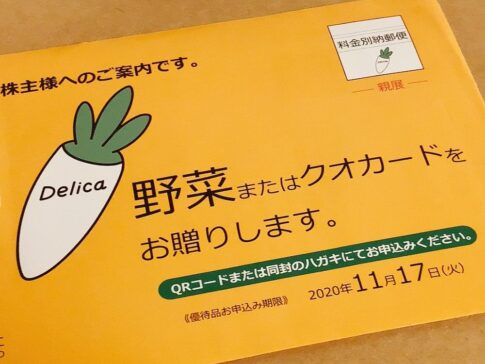 株主様へのご案内です。
料金別納郵便
親展
Delica
野菜またはクオカードを
お贈りします。
QRコードまたは同封のハガキにてお申込みください。
《優待品お申込み期限》 2020年11月17日(火)